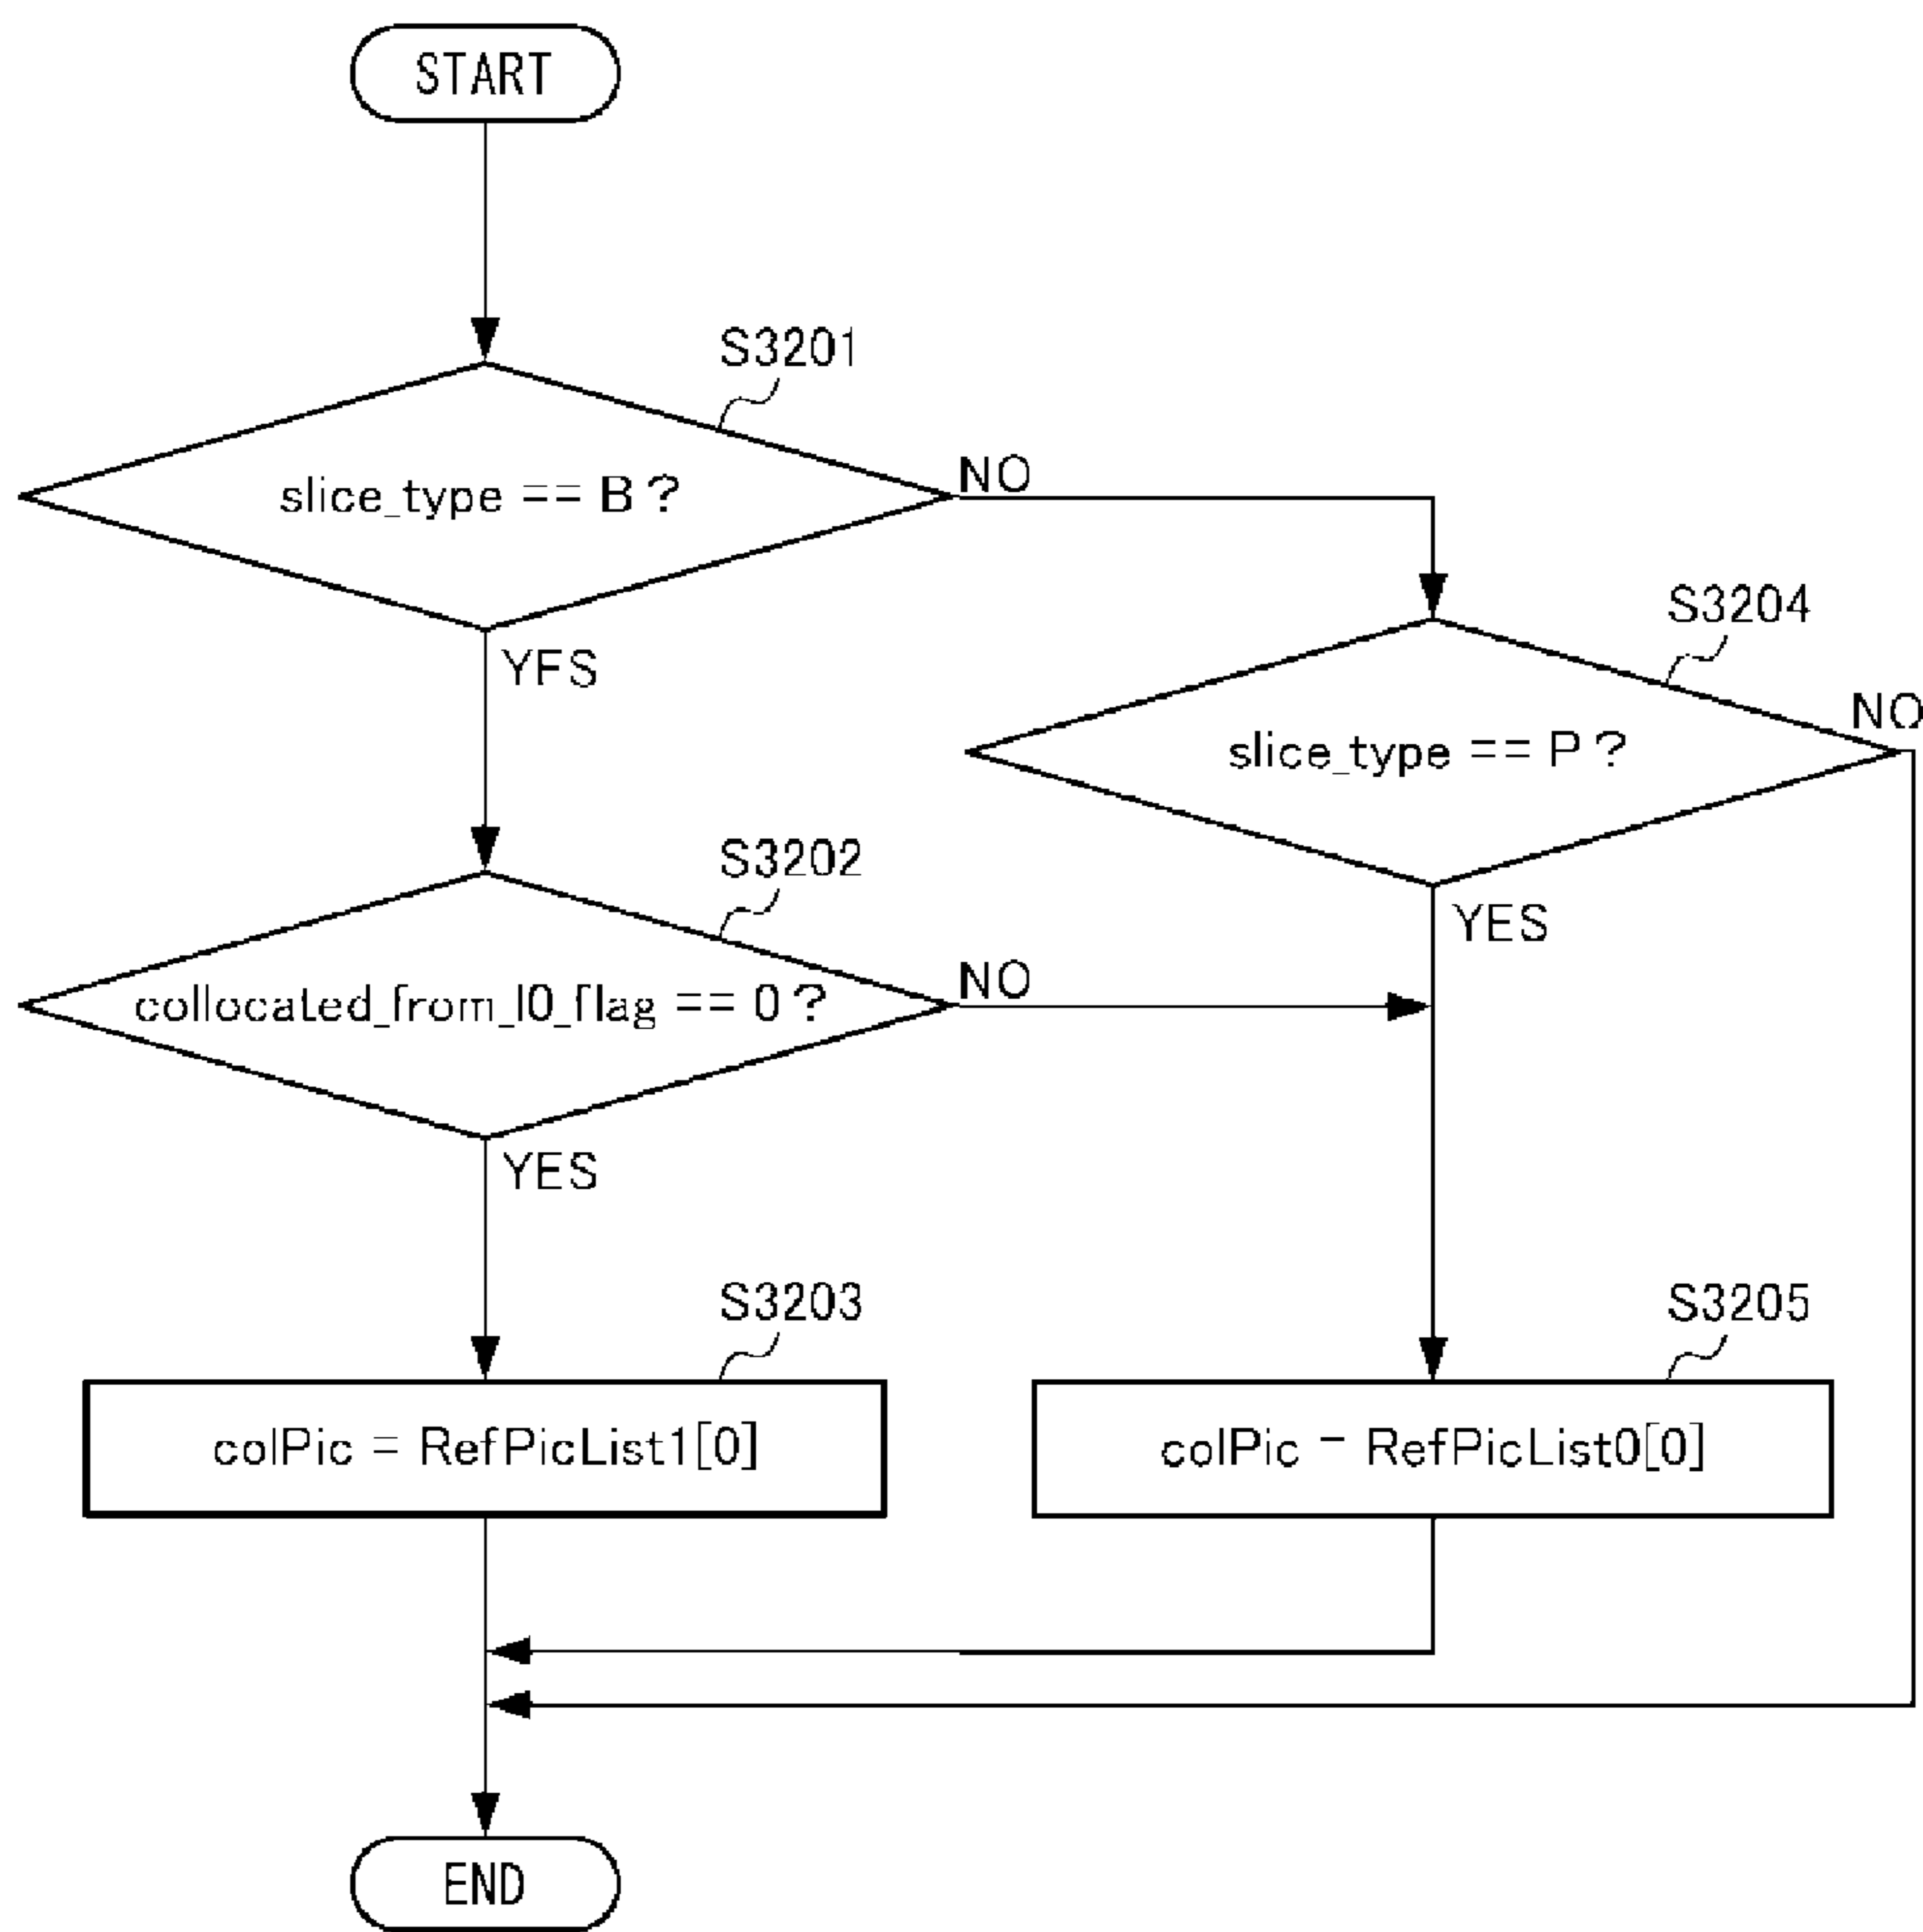 START
S3201
slice_type == B ?
NO
YFS
S3204
slice_type == P ?
NO
YES
S3202
collocated_from_l0_flag == 0 ?
NO
YES
S3203
colPic = RefPicList1[0]
S3205
colPic - RefPicList0[0]
END